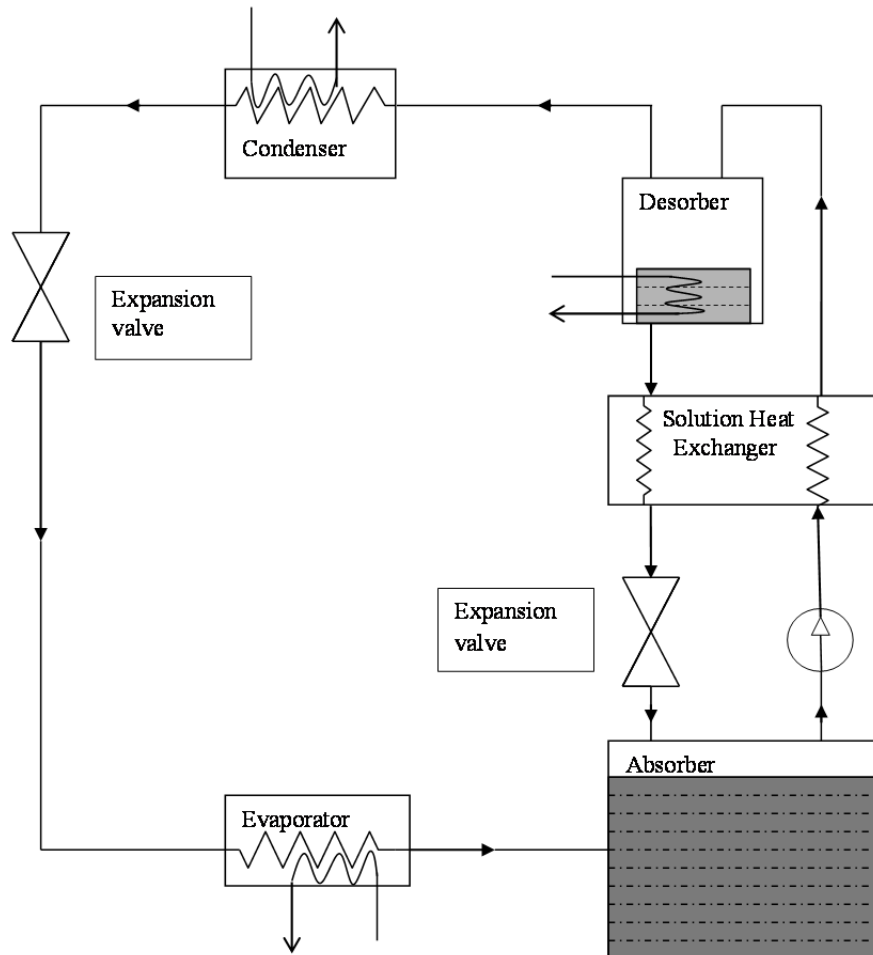 Condenser
Desorber
Expansion
valve
Solution Heat
Exchanger
Expansion
valve
Absorber
Evaporator